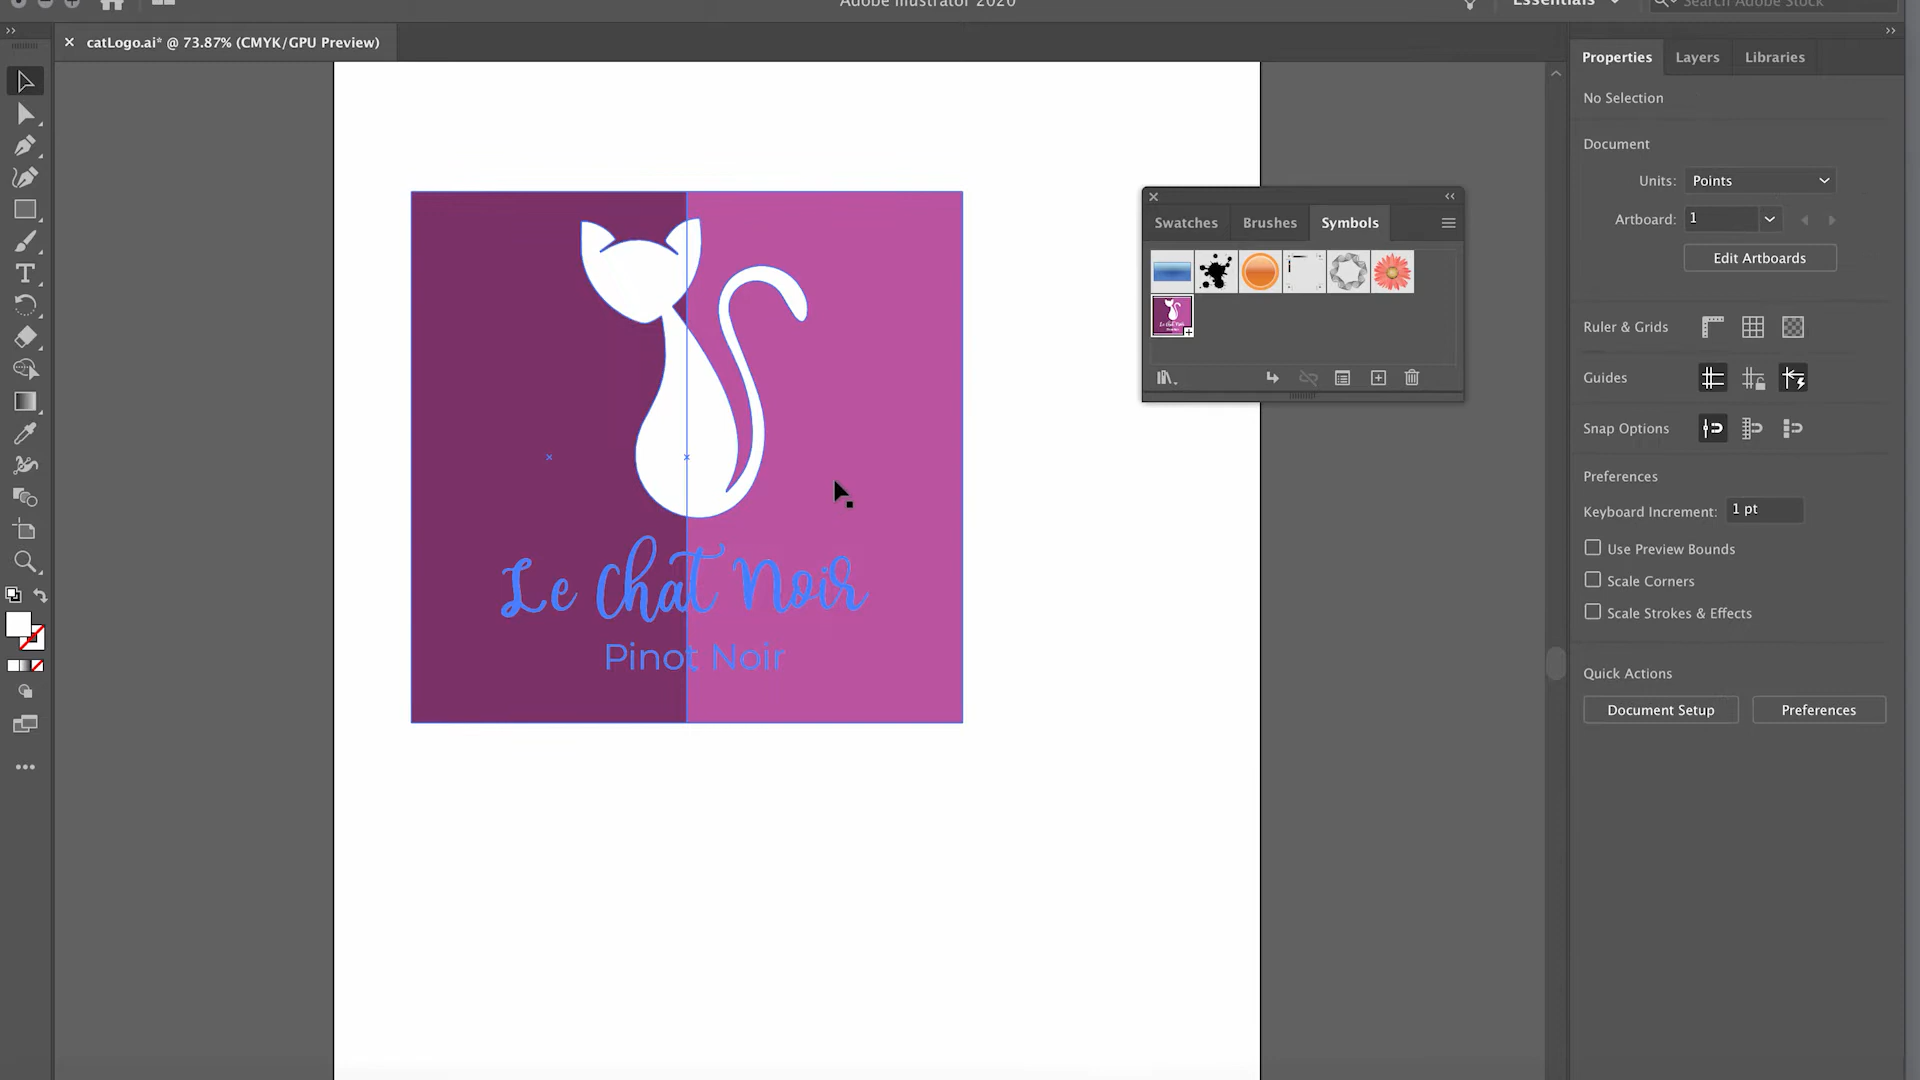 Adobe Illustrator 2020
Essentials
Search Adobe Stock
catLogo.ai* @ 73.87% (CMYK/GPU Preview)
Properties
Layers
Libraries
No Selection
Document
Units: Points
Artboard: 1
Edit Artboards
Swatches
Brushes
Symbols
Ruler & Grids
Guides
Snap Options
Preferences
Keyboard Increment: 1 pt
Use Preview Bounds
Scale Corners
Scale Strokes & Effects
Quick Actions
Document Setup
Preferences
Le Chat Noir
Pinot Noir